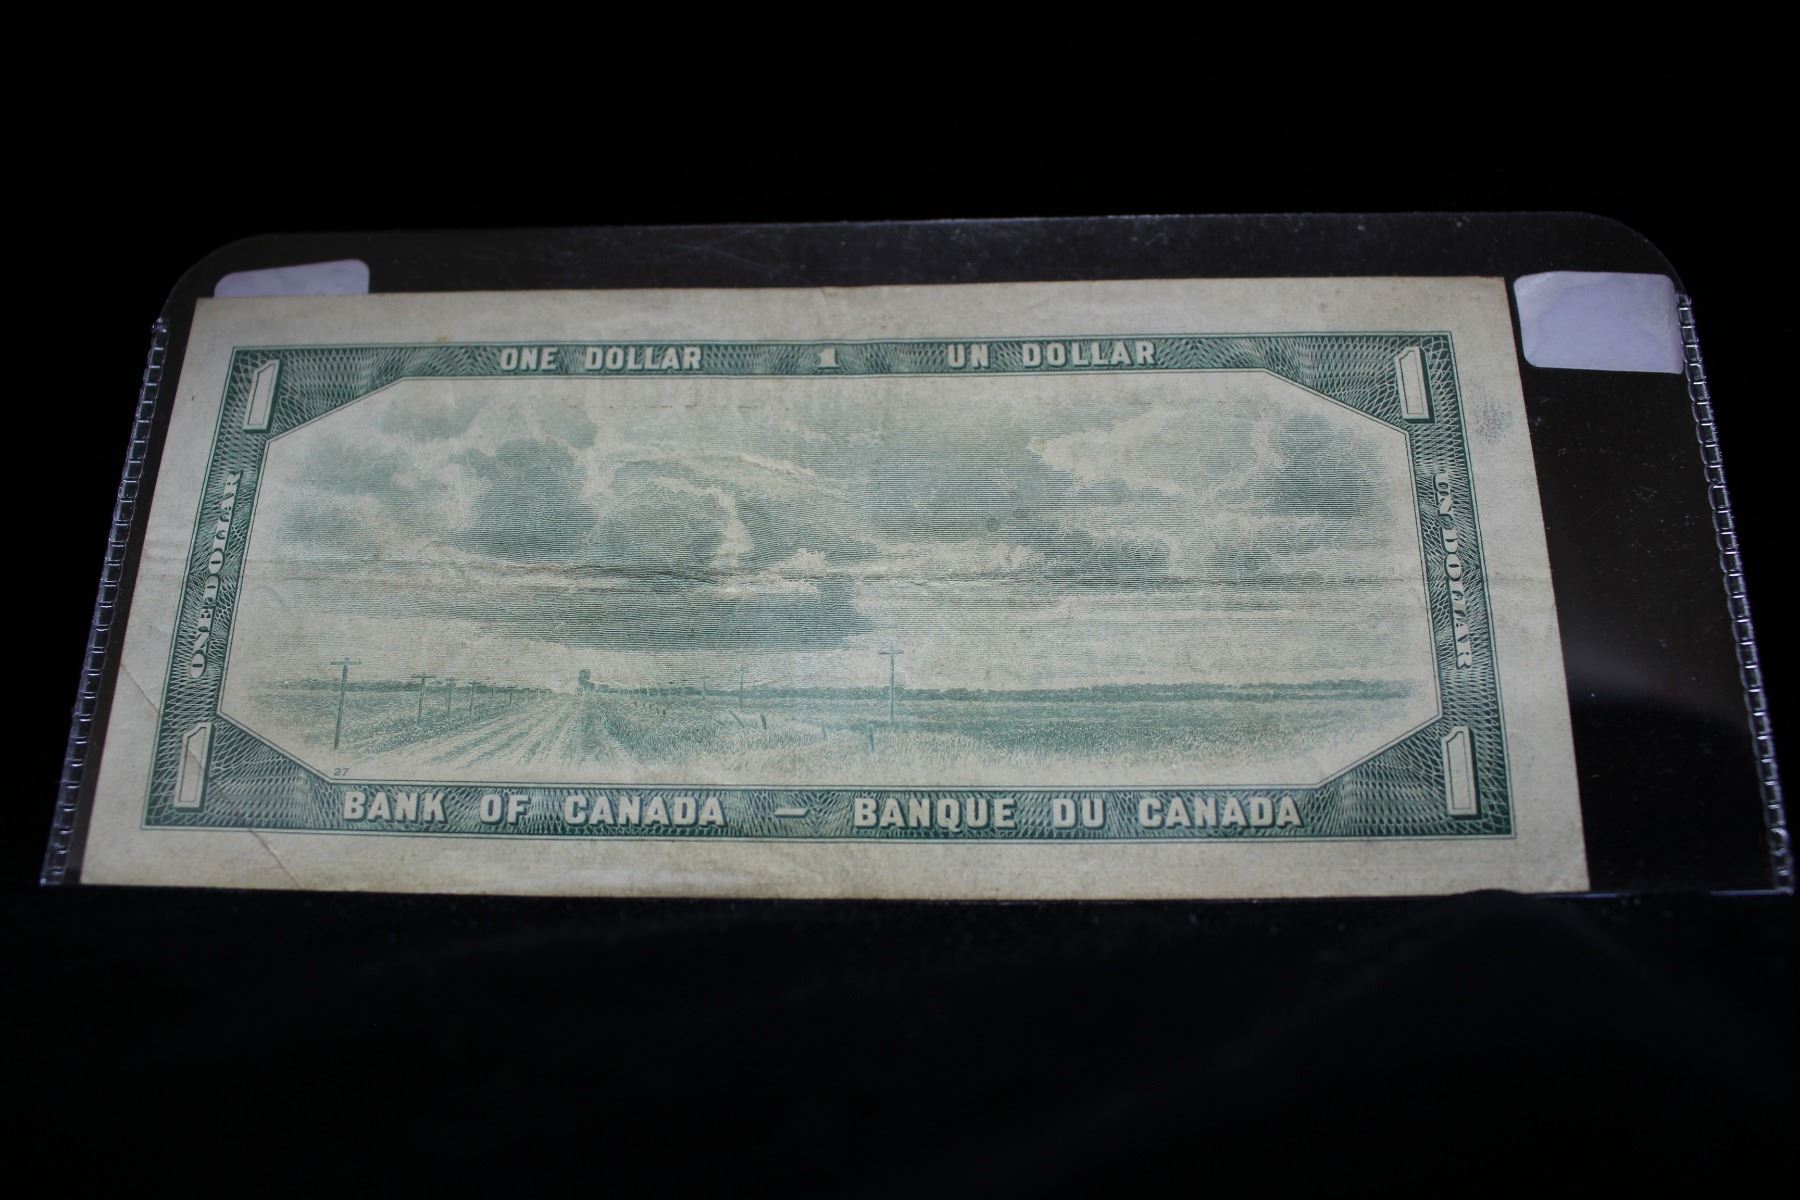 ONE DOLLAR 1 UN DOLLAR
1 1
ONE DOLLAR
UN DOLLAR
1 1
27
BANK OF CANADA — BANQUE DU CANADA